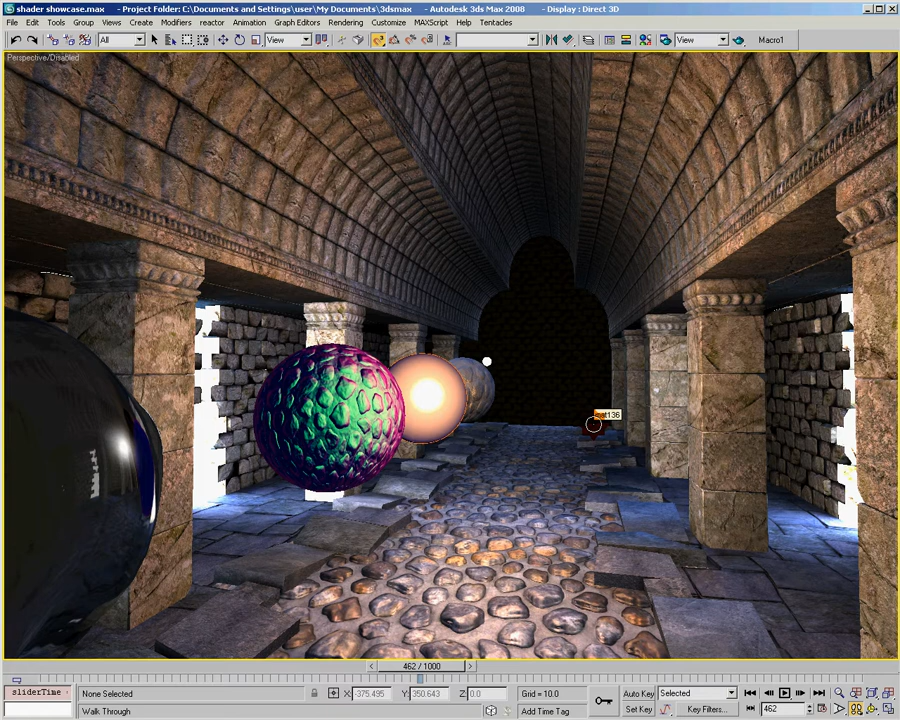 shader showcase.max - Project Folder: C:\Documents and Settings\user\My Documents\3dsmax - Autodesk 3ds Max 2008 - Display : Direct 3D
File Edit Tools Group Views Create Modifiers reactor Animation Graph Editors Rendering Customize MAXScript Help Tentacles
All View View Macro1
Perspective/Disabled
462 / 1000
sliderTime None Selected X: -375.495 Y: 350.643 Z: 0.0 Grid = 10.0 Auto Key Selected
Walk Through Add Time Tag Set Key Key Filters... 462